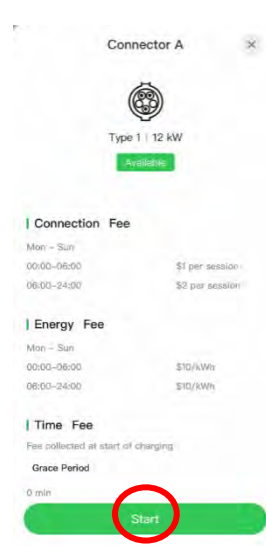 Connector A
Type 1 | 12 kW
Available
Connection Fee
Mon – Sun
00:00–06:00 $1 per session
06:00–24:00 $2 per session
Energy Fee
Mon – Sun
00:00–06:00 $10/kWh
06:00–24:00 $10/kWh
Time Fee
Fee collected at start of charging
Grace Period
0 min
Start